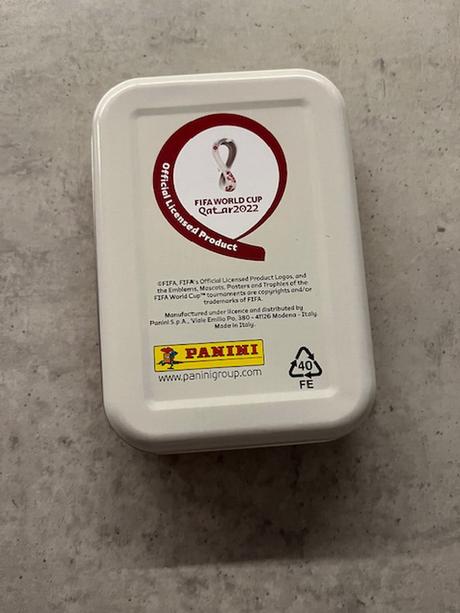 Official Licensed Product
FIFA WORLD CUP
Qatar2022
©FIFA, FIFA's Official Licensed Product Logos, and
the Emblems, Mascots, Posters and Trophies of the
FIFA World Cup™ tournaments are copyrights and/or
trademarks of FIFA.
Manufactured under licence and distributed by
Panini S.p.A., Viale Emilio Po, 380 - 41126 Modena - Italy.
Made in Italy.
PANINI
www.paninigroup.com
40
FE